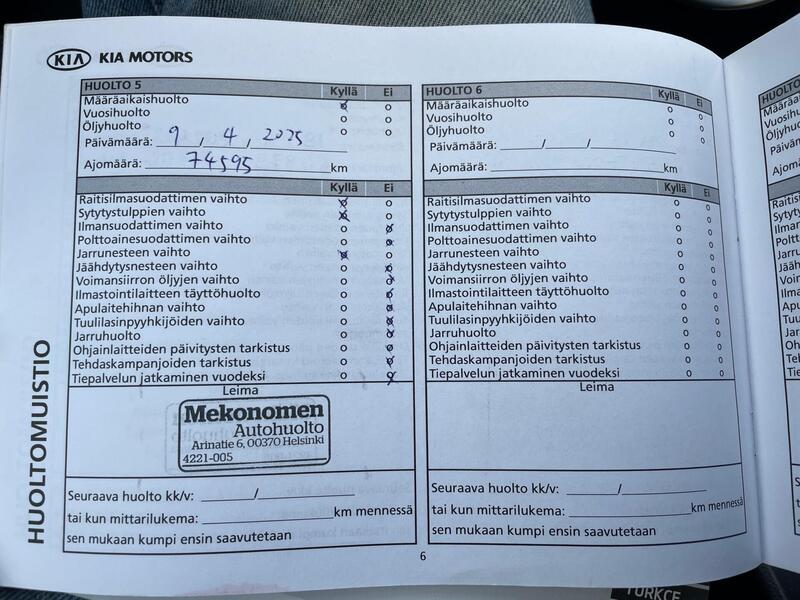 KIA KIA MOTORS
HUOLTOMUISTIO
HUOLTO 5 Kyllä Ei
Määräaikaishuolto
Vuosihuolto
Öljyhuolto
Päivämäärä: 9 / 4 / 2025
Ajomäärä: 74595 km
Kyllä Ei
Raitisilmasuodattimen vaihto
Sytytystulppien vaihto
Ilmansuodattimen vaihto
Polttoainesuodattimen vaihto
Jarrunesteen vaihto
Jäähdytysnesteen vaihto
Voimansiirron öljyjen vaihto
Ilmastointilaitteen täyttöhuolto
Apulaitehihnan vaihto
Tuulilasinpyyhkijöiden vaihto
Jarruhuolto
Ohjainlaitteiden päivitysten tarkistus
Tehdaskampanjoiden tarkistus
Tiepalvelun jatkaminen vuodeksi
Leima
Mekonomen
Autohuolto
Arinatie 6, 00370 Helsinki
4221-005
Seuraava huolto kk/v: /
tai kun mittarilukema: km mennessä
sen mukaan kumpi ensin saavutetaan
HUOLTO 6 Kyllä Ei
Määräaikaishuolto
Vuosihuolto
Öljyhuolto
Päivämäärä: / /
Ajomäärä: km
Kyllä Ei
Raitisilmasuodattimen vaihto
Sytytystulppien vaihto
Ilmansuodattimen vaihto
Polttoainesuodattimen vaihto
Jarrunesteen vaihto
Jäähdytysnesteen vaihto
Voimansiirron öljyjen vaihto
Ilmastointilaitteen täyttöhuolto
Apulaitehihnan vaihto
Tuulilasinpyyhkijöiden vaihto
Jarruhuolto
Ohjainlaitteiden päivitysten tarkistus
Tehdaskampanjoiden tarkistus
Tiepalvelun jatkaminen vuodeksi
Leima
Seuraava huolto kk/v: /
tai kun mittarilukema: km mennessä
sen mukaan kumpi ensin saavutetaan
6
TÜRKÇE